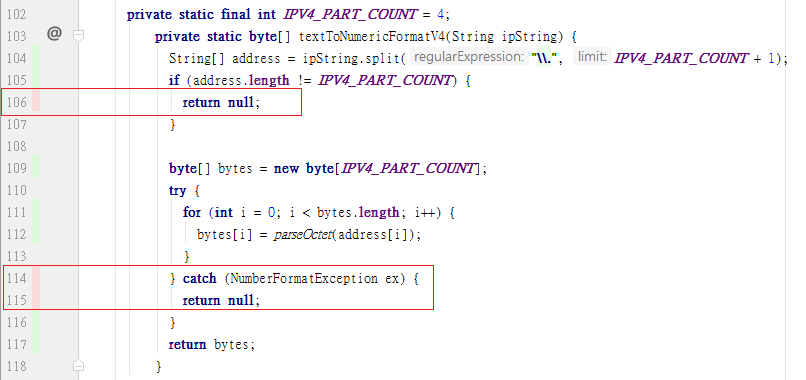 102 private static final int IPV4_PART_COUNT = 4;
103 @ private static byte[] textToNumericFormatV4(String ipString) {
104 String[] address = ipString.split( regularExpression: "\\.", limit: IPV4_PART_COUNT + 1);
105 if (address.length != IPV4_PART_COUNT) {
106 return null;
107 }
108
109 byte[] bytes = new byte[IPV4_PART_COUNT];
110 try {
111 for (int i = 0; i < bytes.length; i++) {
112 bytes[i] = parseOctet(address[i]);
113 }
114 } catch (NumberFormatException ex) {
115 return null;
116 }
117 return bytes;
118 }